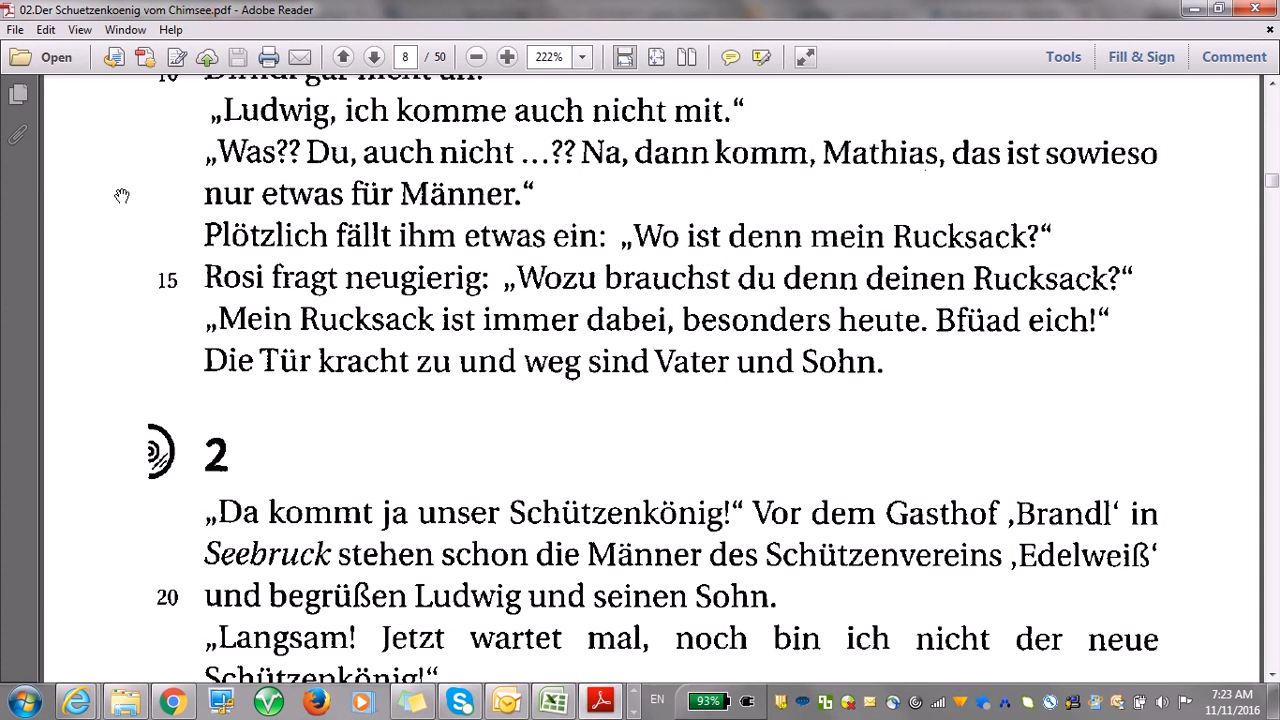 02.Der Schuetzenkoenig vom Chimsee.pdf - Adobe Reader
File Edit View Window Help
Open 8 / 50 222% Tools Fill & Sign Comment
„Ludwig, ich komme auch nicht mit.“
„Was?? Du, auch nicht …?? Na, dann komm, Mathias, das ist sowieso
nur etwas für Männer.“
Plötzlich fällt ihm etwas ein: „Wo ist denn mein Rucksack?“
15 Rosi fragt neugierig: „Wozu brauchst du denn deinen Rucksack?“
„Mein Rucksack ist immer dabei, besonders heute. Bfüad eich!“
Die Tür kracht zu und weg sind Vater und Sohn.
2
„Da kommt ja unser Schützenkönig!“ Vor dem Gasthof ‚Brandl‘ in
Seebruck stehen schon die Männer des Schützenvereins ‚Edelweiß‘
20 und begrüßen Ludwig und seinen Sohn.
„Langsam! Jetzt wartet mal, noch bin ich nicht der neue
Schützenkönig!“
EN 93% 7:23 AM
11/11/2016